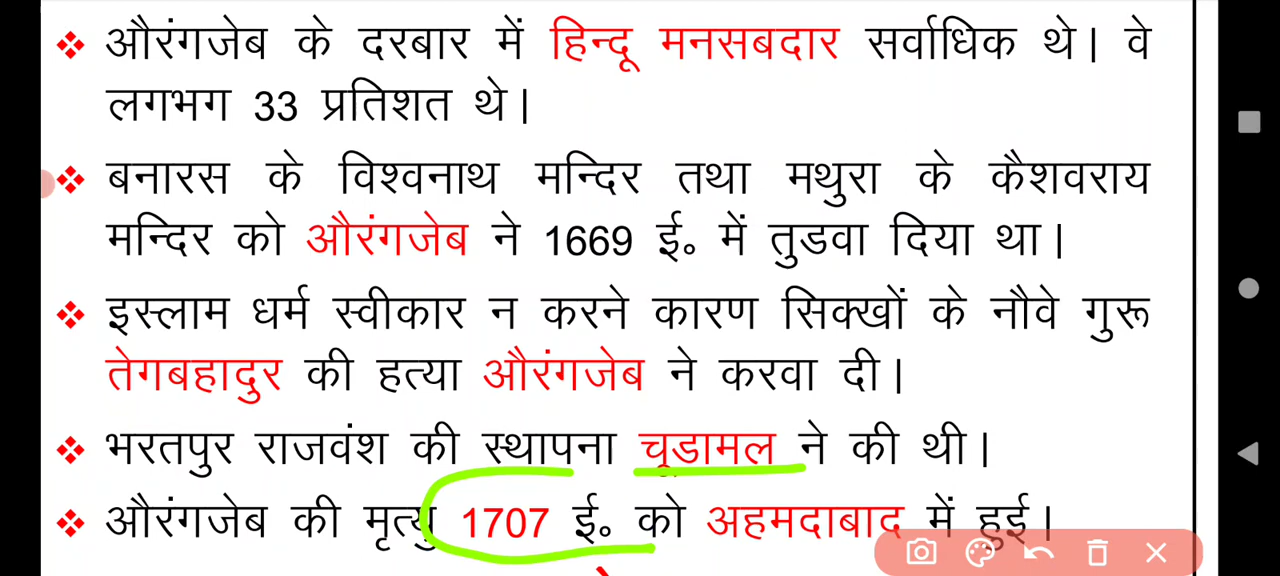 ❖ औरंगजेब के दरबार में हिन्दू मनसबदार सर्वाधिक थे। वे
लगभग 33 प्रतिशत थे।
❖ बनारस के विश्वनाथ मन्दिर तथा मथुरा के कैशवराय
मन्दिर को औरंगजेब ने 1669 ई॰ में तुडवा दिया था।
❖ इस्लाम धर्म स्वीकार न करने कारण सिक्खों के नौवे गुरू
तेगबहादुर की हत्या औरंगजेब ने करवा दी।
❖ भरतपुर राजवंश की स्थापना चूडामल ने की थी।
❖ औरंगजेब की मृत्यु 1707 ई॰ को अहमदाबाद में हुई।